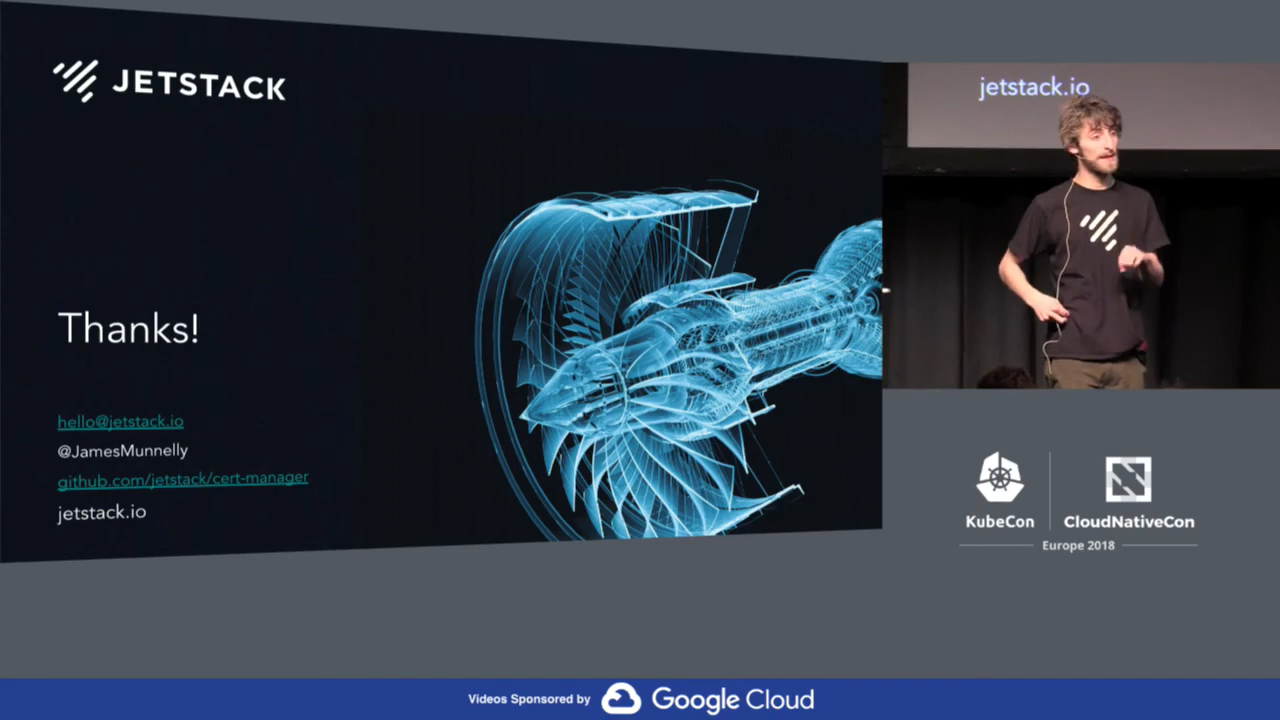 JETSTACK
Thanks!
hello@jetstack.io
@JamesMunnelly
github.com/jetstack/cert-manager
jetstack.io
jetstack.io
KubeCon
CloudNativeCon
Europe 2018
Videos Sponsored by Google Cloud